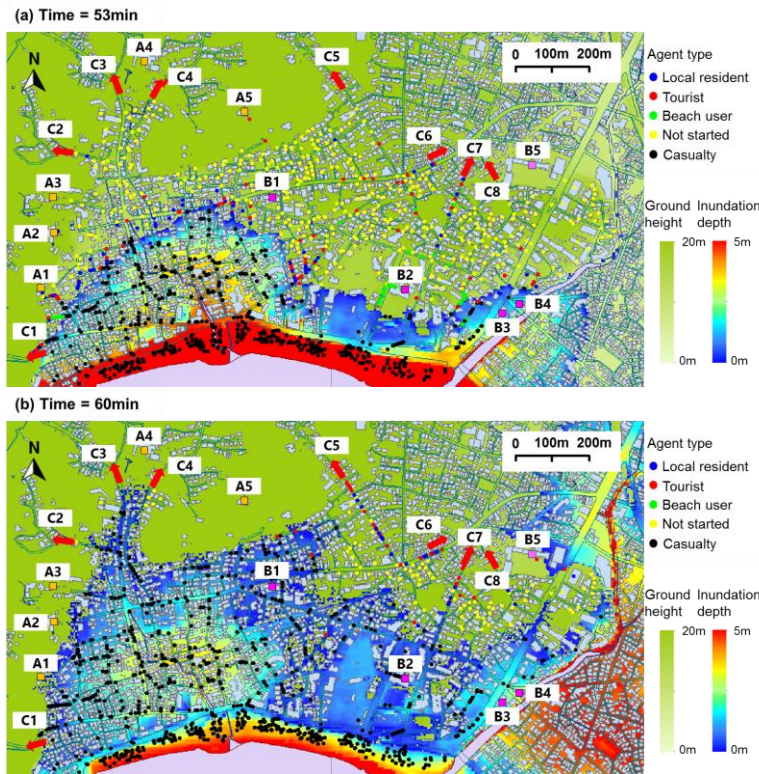 (a) Time = 53min
N
A4
C3
C4
C5
0 100m 200m
A5
C2
C6
C7
B5
A3
B1
C8
A2
A1
B2
B4
B3
C1
Agent type
Local resident
Tourist
Beach user
Not started
Casualty
Ground Inundation
height depth
20m 5m
0m 0m
(b) Time = 60min
N
A4
C3
C4
C5
0 100m 200m
A5
C2
C6
C7
B5
A3
B1
C8
A2
A1
B2
B4
B3
C1
Agent type
Local resident
Tourist
Beach user
Not started
Casualty
Ground Inundation
height depth
20m 5m
0m 0m